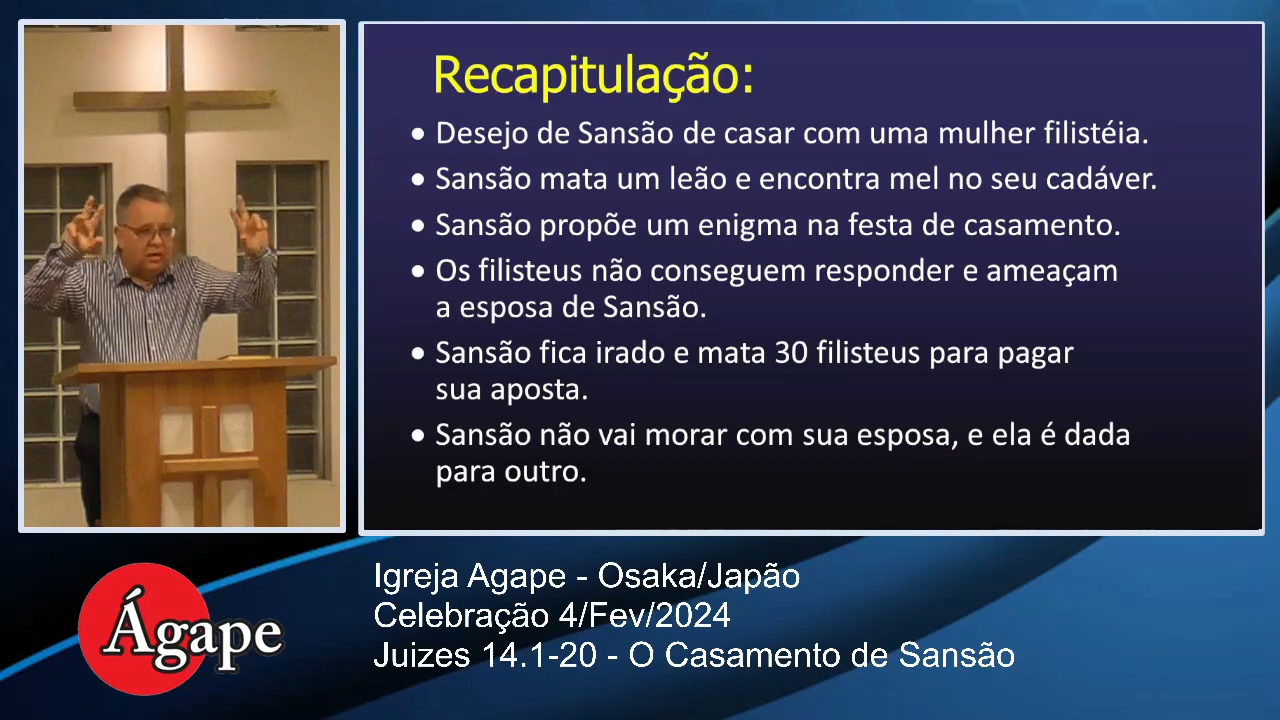 Recapitulação:
• Desejo de Sansão de casar com uma mulher filistéia.
• Sansão mata um leão e encontra mel no seu cadáver.
• Sansão propõe um enigma na festa de casamento.
• Os filisteus não conseguem responder e ameaçam
a esposa de Sansão.
• Sansão fica irado e mata 30 filisteus para pagar
sua aposta.
• Sansão não vai morar com sua esposa, e ela é dada
para outro.
Ágape
Igreja Agape - Osaka/Japão
Celebração 4/Fev/2024
Juizes 14.1-20 - O Casamento de Sansão